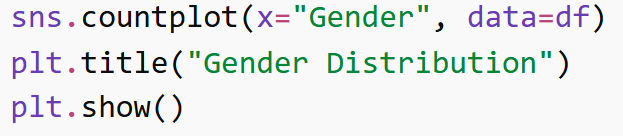 sns.countplot(x="Gender", data=df)
plt.title("Gender Distribution")
plt.show()